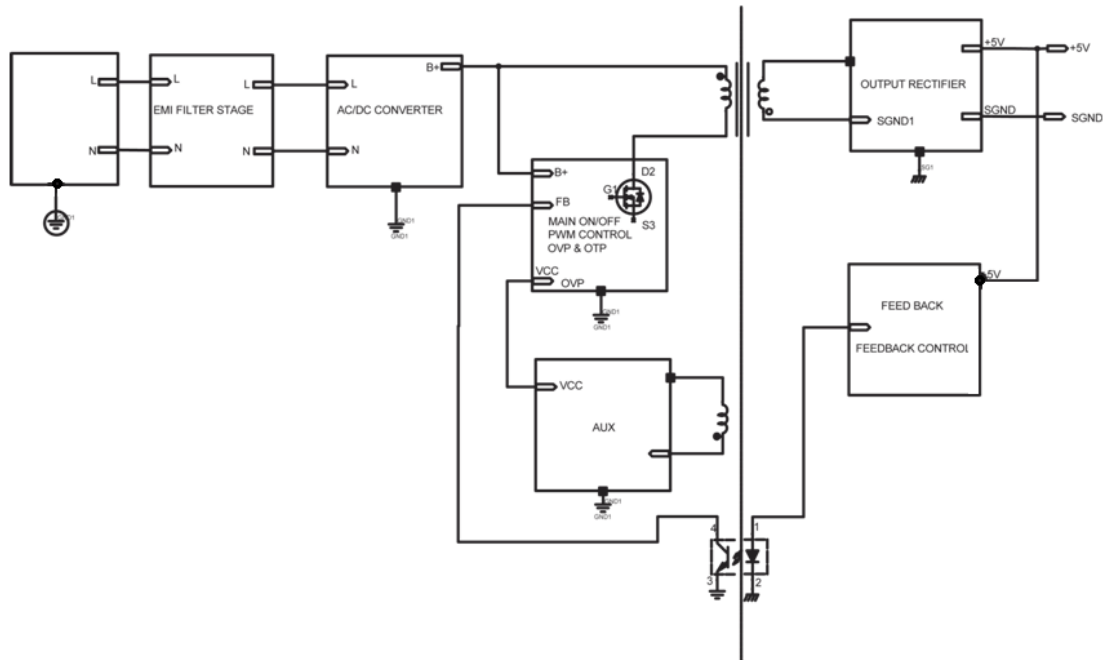 L
N
L
N
EMI FILTER STAGE
L
N
L
N
AC/DC CONVERTER
B+
GND1
GND1
B+
FB
G1
D2
S3
MAIN ON/OFF
PWM CONTROL
OVP & OTP
VCC
OVP
GND1
GND1
VCC
AUX
GND1
GND1
OUTPUT RECTIFIER
SGND1
+5V
SGND
SG1
+5V
SGND
+5V
FEED BACK
FEEDBACK CONTROL
4
3
1
2